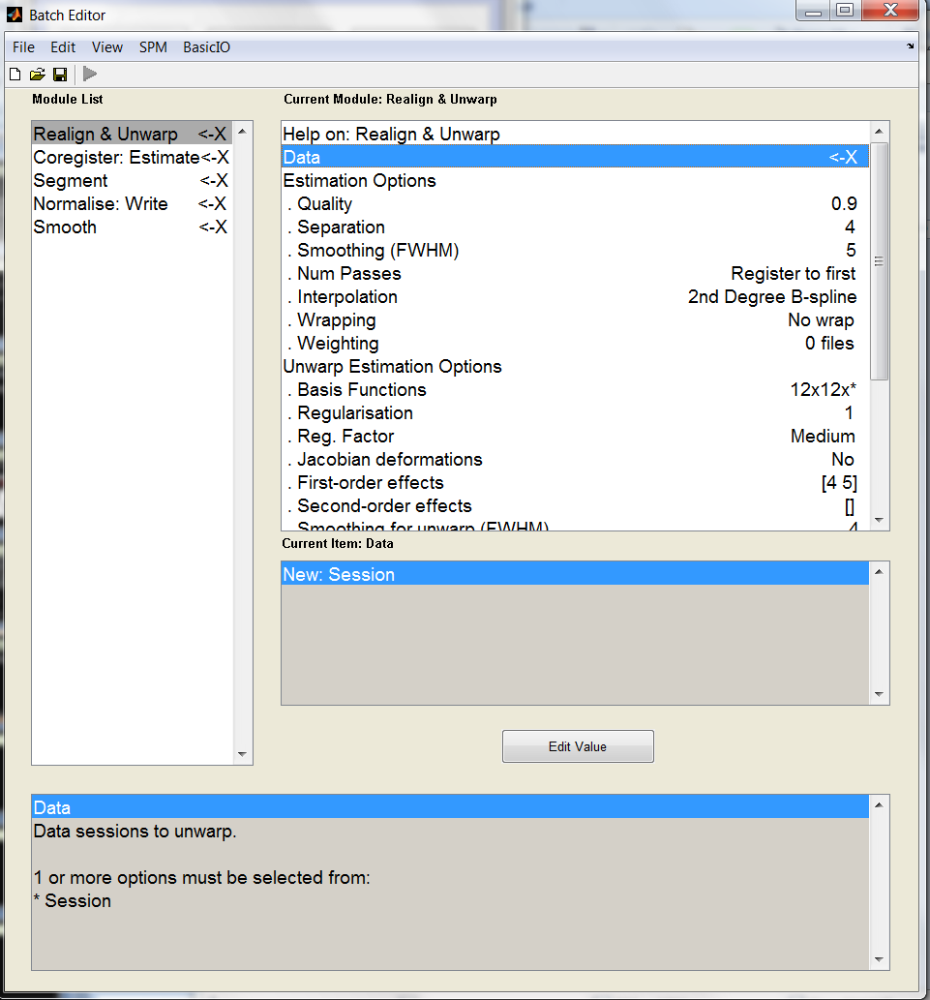 Batch Editor
File Edit View SPM BasicIO
Module List
Realign & Unwarp <-X
Coregister: Estimate<-X
Segment <-X
Normalise: Write <-X
Smooth <-X
Current Module: Realign & Unwarp
Help on: Realign & Unwarp
Data <-X
Estimation Options
. Quality 0.9
. Separation 4
. Smoothing (FWHM) 5
. Num Passes Register to first
. Interpolation 2nd Degree B-spline
. Wrapping No wrap
. Weighting 0 files
Unwarp Estimation Options
. Basis Functions 12x12x*
. Regularisation 1
. Reg. Factor Medium
. Jacobian deformations No
. First-order effects [4 5]
. Second-order effects []
. Smoothing for unwarp (FWHM) 4
Current Item: Data
New: Session
Edit Value
Data
Data sessions to unwarp.
1 or more options must be selected from:
* Session